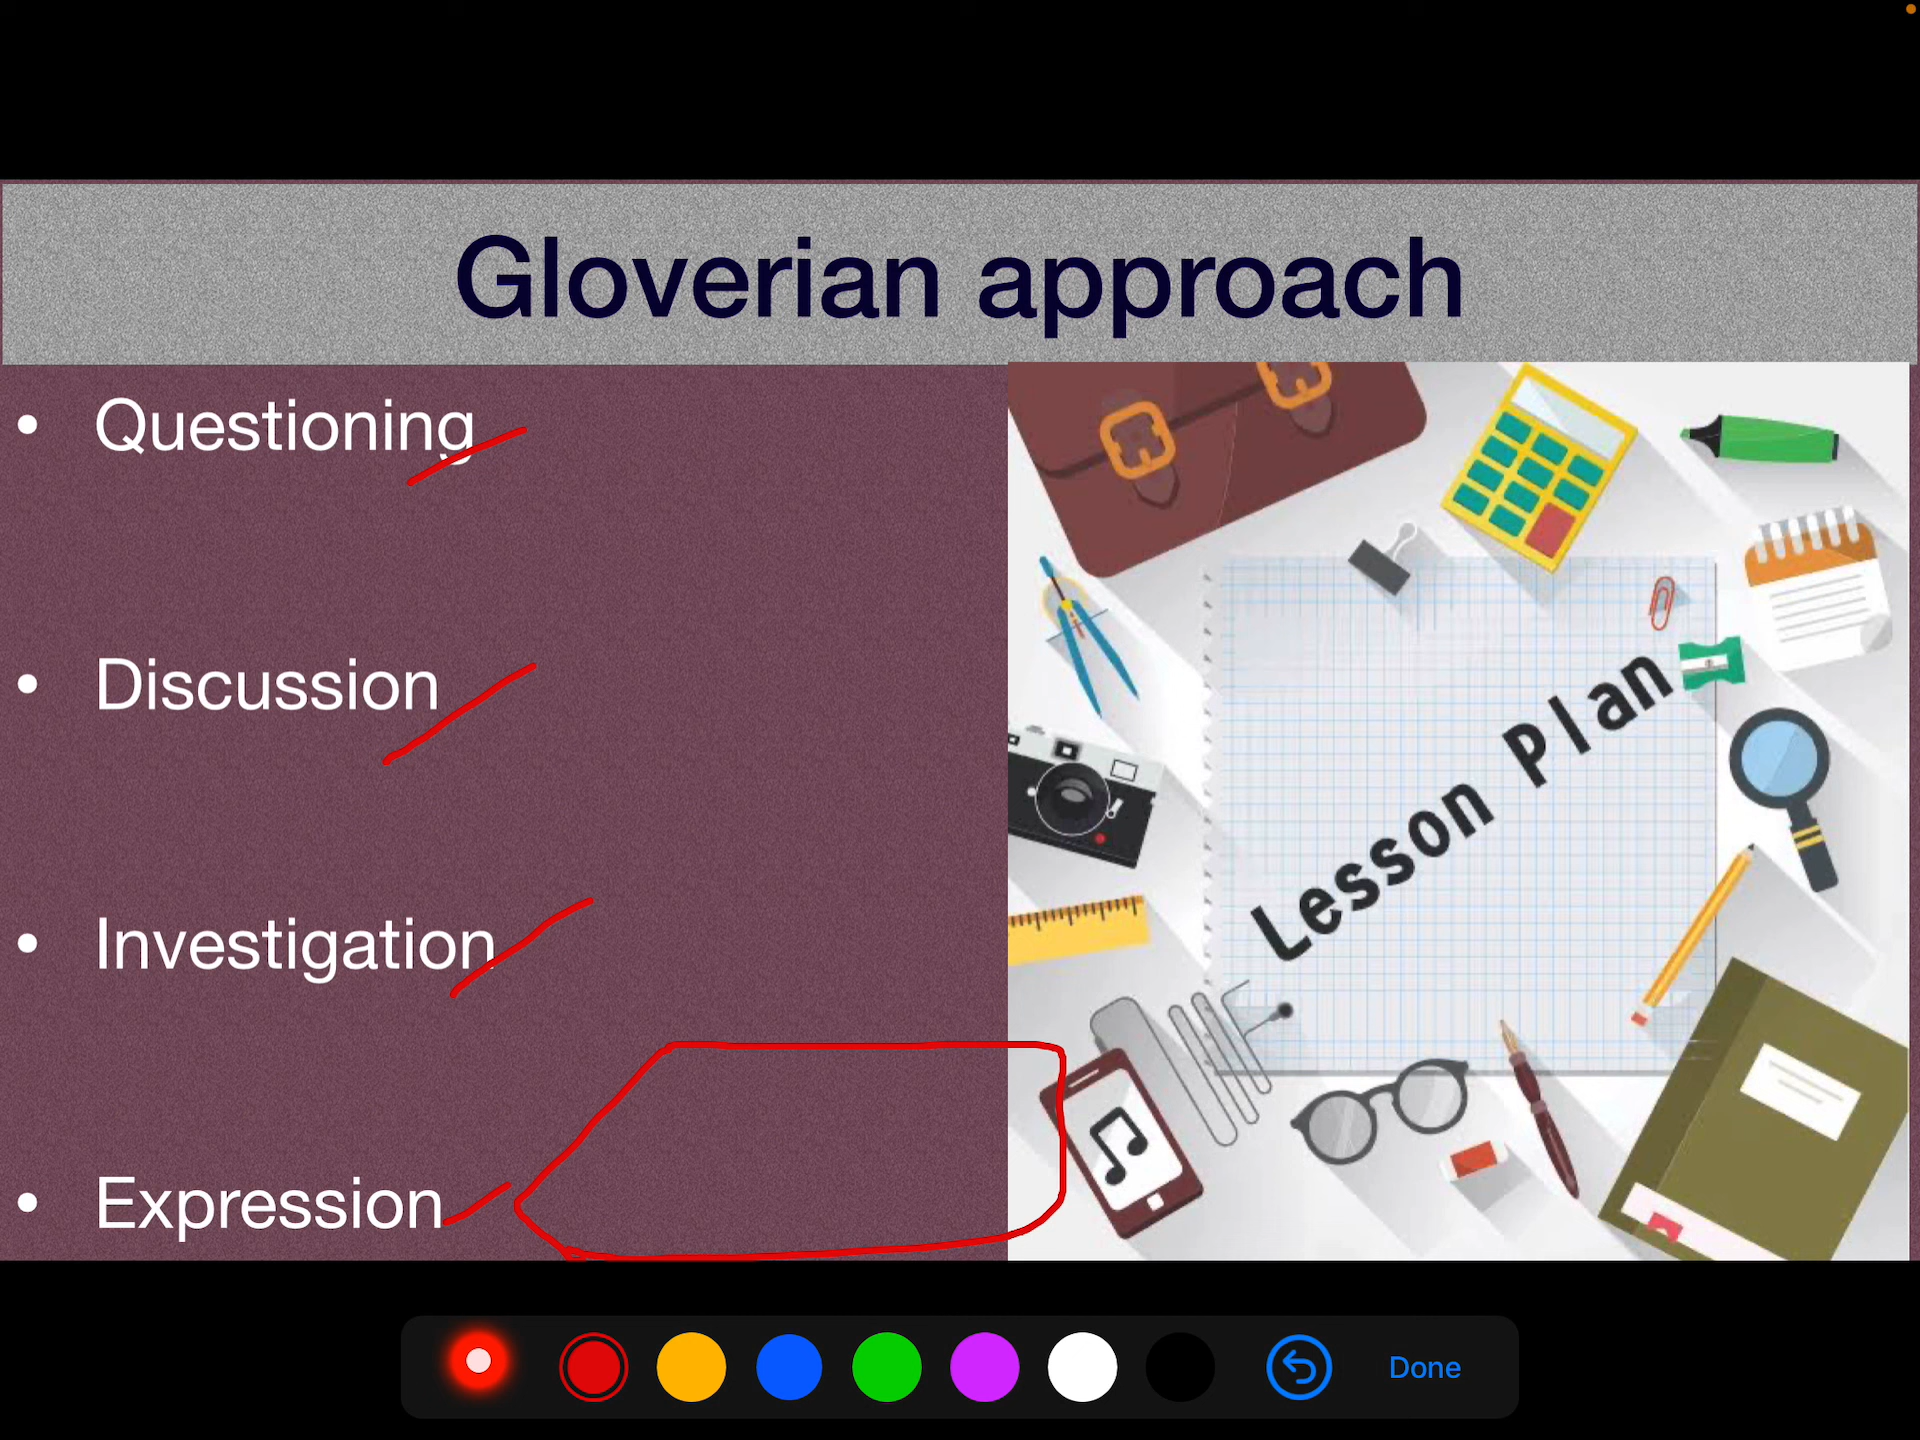 Gloverian approach
• Questioning
• Discussion
• Investigation
• Expression
Lesson Plan
Done